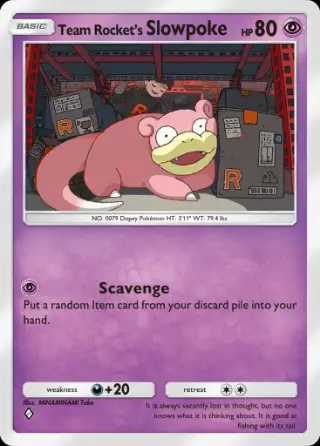 BASIC Team Rocket's Slowpoke HP 80
R
R
R
NO. 0079 Dopey Pokémon HT: 3'11" WT: 79.4 lbs
Scavenge
Put a random Item card from your discard pile into your
hand.
weakness +20 retreat
Illus. MINAMINAMI Take
It is always vacantly lost in thought, but no one
knows what it is thinking about. It is good at
fishing with its tail.